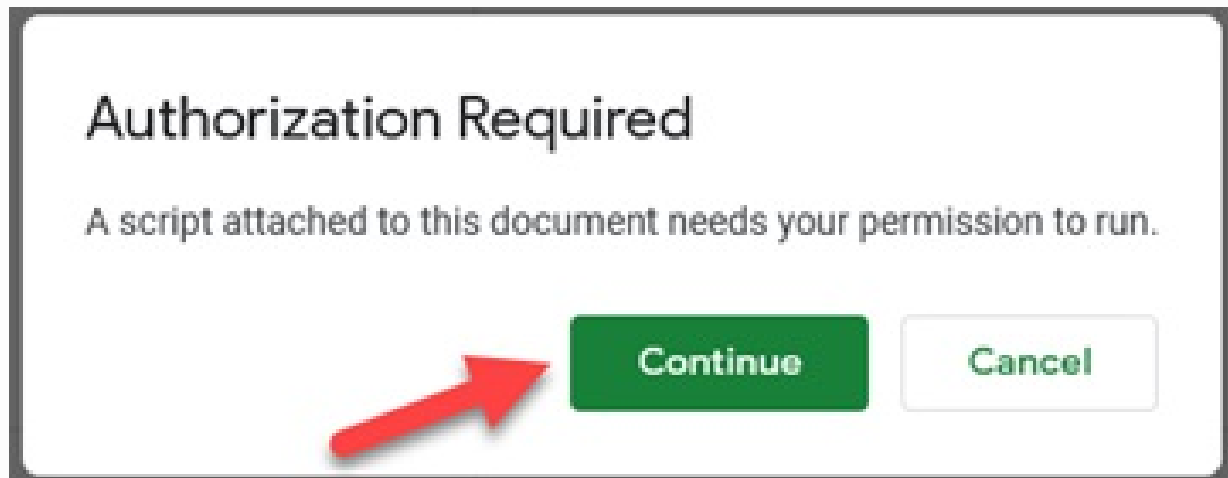 Authorization Required
A script attached to this document needs your permission to run.
Continue Cancel